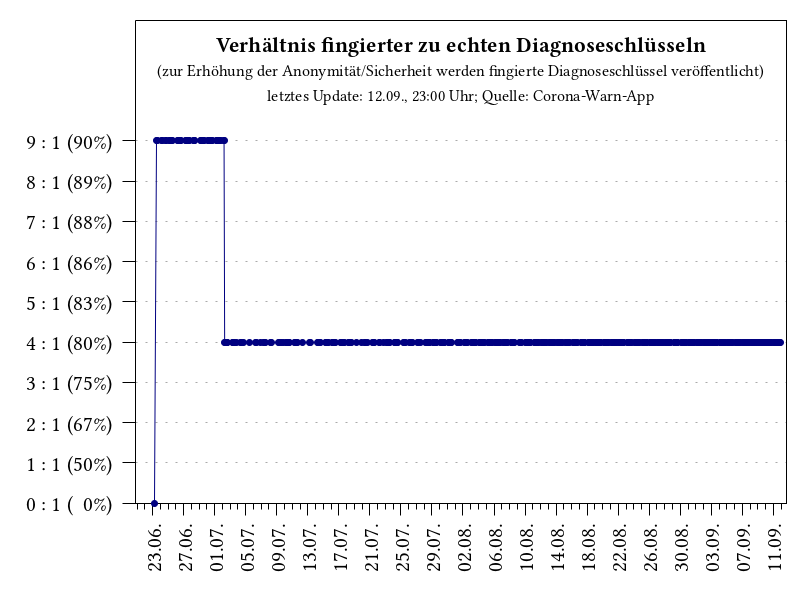 Verhältnis fingierter zu echten Diagnoseschlüsseln
(zur Erhöhung der Anonymität/Sicherheit werden fingierte Diagnoseschlüssel veröffentlicht)
letztes Update: 12.09., 23:00 Uhr; Quelle: Corona-Warn-App
9 : 1 (90%)
8 : 1 (89%)
7 : 1 (88%)
6 : 1 (86%)
5 : 1 (83%)
4 : 1 (80%)
3 : 1 (75%)
2 : 1 (67%)
1 : 1 (50%)
0 : 1 (  0%)
23.06.
27.06.
01.07.
05.07.
09.07.
13.07.
17.07.
21.07.
25.07.
29.07.
02.08.
06.08.
10.08.
14.08.
18.08.
22.08.
26.08.
30.08.
03.09.
07.09.
11.09.